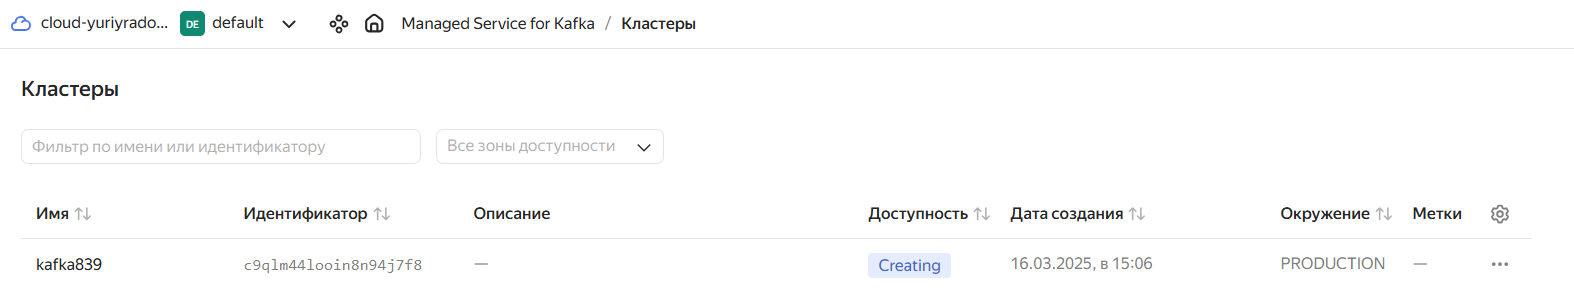 cloud-yuriyrado... DE default Managed Service for Kafka / Кластеры
Кластеры
Фильтр по имени или идентификатору Все зоны доступности
Имя Идентификатор Описание Доступность Дата создания Окружение Метки
kafka839 c9qlm44looin8n94j7f8 — Creating 16.03.2025, в 15:06 PRODUCTION —